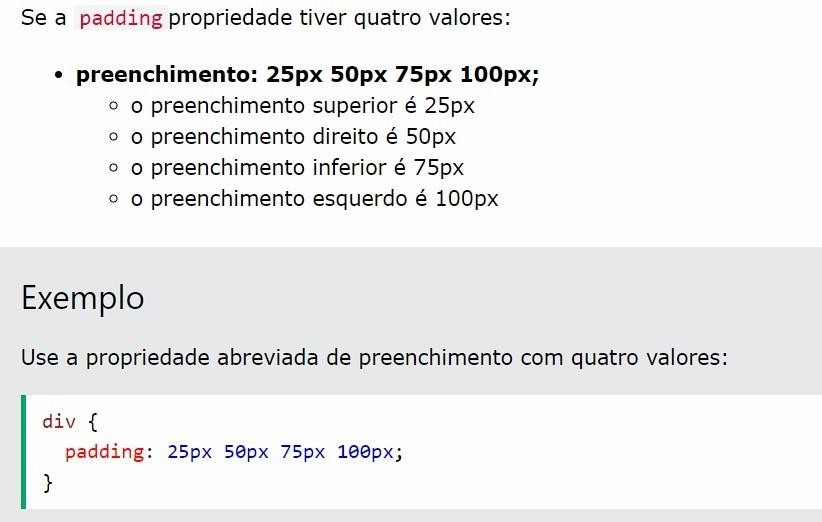 Se a padding propriedade tiver quatro valores:
preenchimento: 25px 50px 75px 100px;
o preenchimento superior é 25px
o preenchimento direito é 50px
o preenchimento inferior é 75px
o preenchimento esquerdo é 100px
Exemplo
Use a propriedade abreviada de preenchimento com quatro valores:
div {
padding: 25px 50px 75px 100px;
}